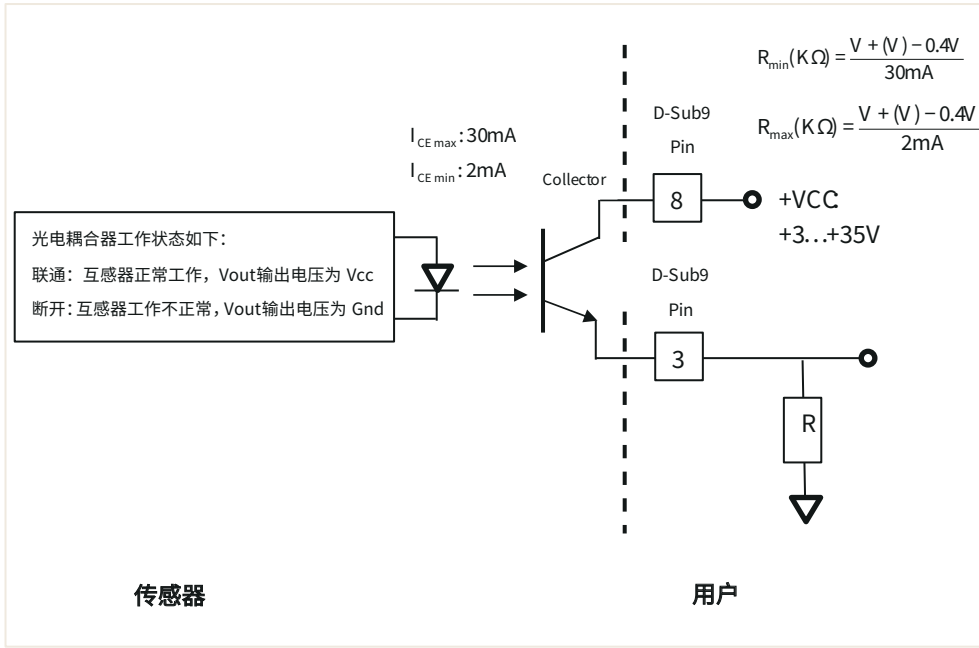 R min (KΩ) = V + (V) − 0.4V / 30mA
D-Sub9
Pin
R max (KΩ) = V + (V) − 0.4V / 2mA
I CE max : 30mA
I CE min : 2mA
Collector
8
+VCC:
+3…+35V
光电耦合器工作状态如下：
联通：互感器正常工作，Vout输出电压为 Vcc
断开：互感器工作不正常，Vout输出电压为 Gnd
D-Sub9
Pin
3
R
传感器
用户